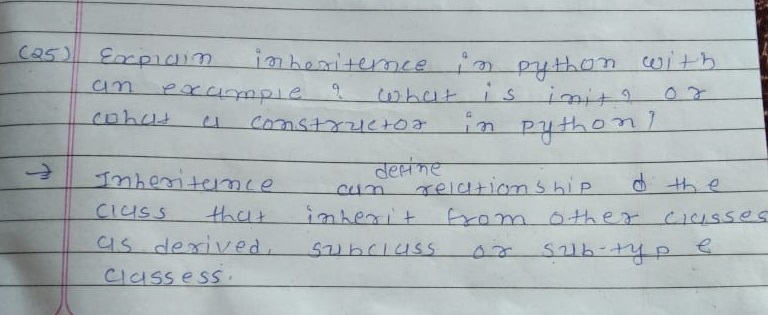 (25) Explain inheritence in python with
an example ? what is init ? or
what a constructor in python ?
→ Inheritence can define relationship of the
class that inherit from other classes
as derived, subclass or sub-type
classess.